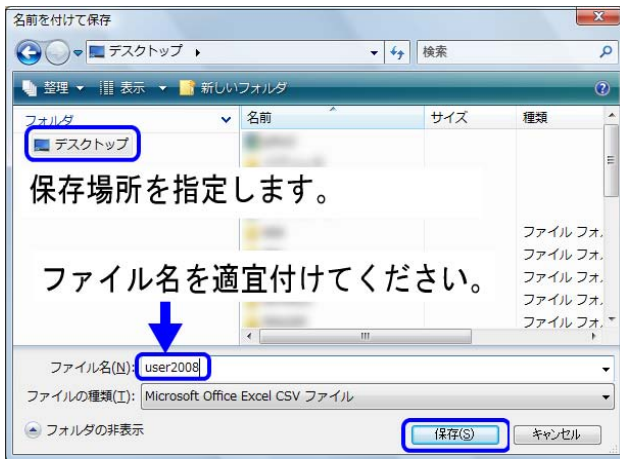 名前を付けて保存
デスクトップ
検索
整理 表示 新しいフォルダ
フォルダ 名前 サイズ 種類
デスクトップ
保存場所を指定します。
ファイル フォ
ファイル フォ
ファイル名を適宜付けてください。
ファイル フォ
ファイル フォ
ファイル フォ
ファイル名(N): user2008
ファイルの種類(T): Microsoft Office Excel CSV ファイル
フォルダの非表示 保存(S) キャンセル